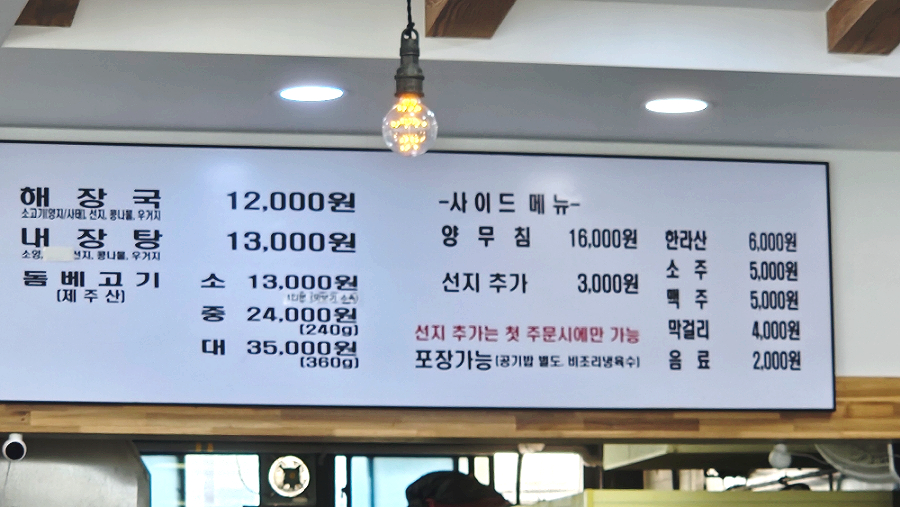 해장국 12,000원
소고기(양지/사태), 선지, 콩나물, 우거지
내장탕 13,000원
선지, 콩나물, 우거지
돔베고기 소 13,000원
(제주산)
중 24,000원
(240g)
대 35,000원
(360g)
-사이드 메뉴-
양무침 16,000원
선지 추가 3,000원
선지 추가는 첫 주문시에만 가능
포장가능(공기밥 별도, 비조리냉육수)
한라산 6,000원
소주 5,000원
맥주 5,000원
막걸리 4,000원
음료 2,000원